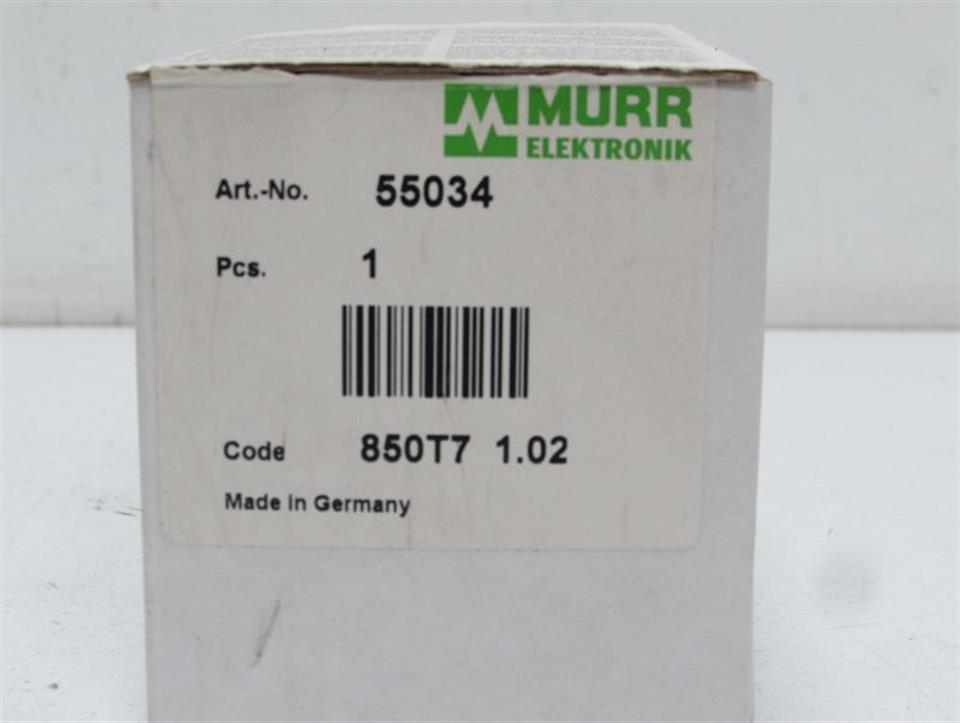 MURR
ELEKTRONIK
Art.-No. 55034
Pcs. 1
Code 850T7 1.02
Made in Germany